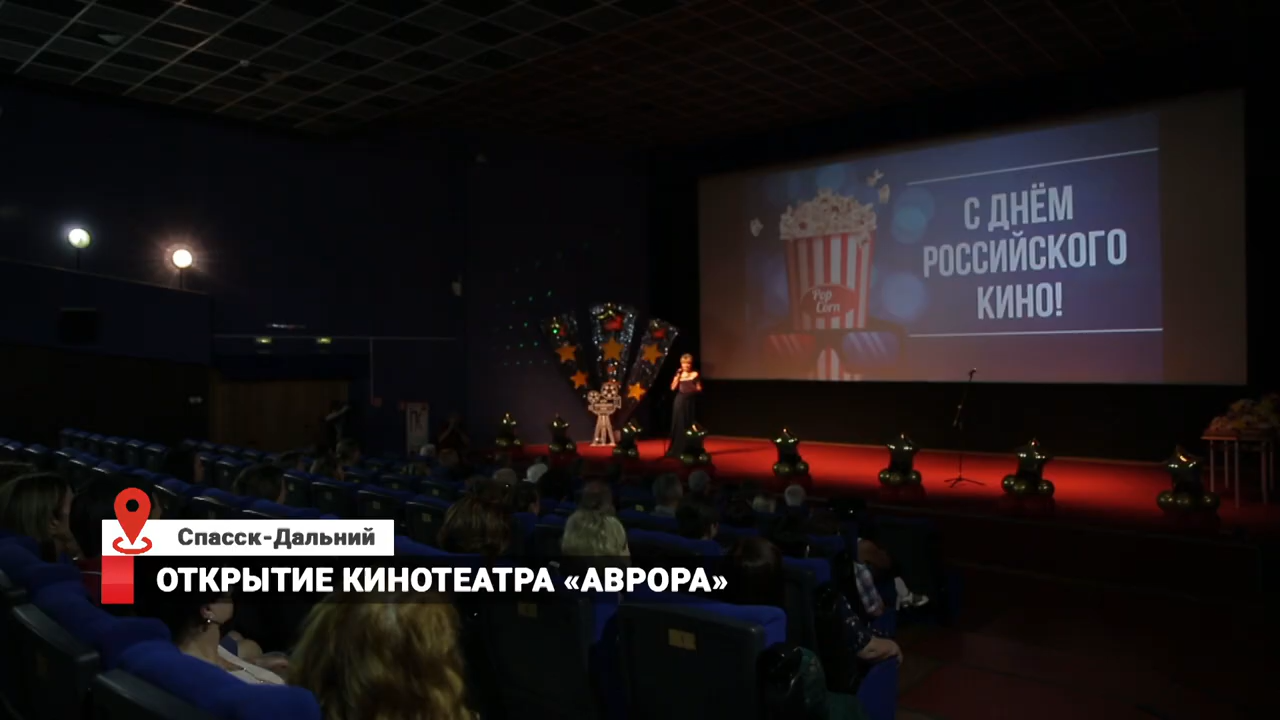 С ДНЁМ
РОССИЙСКОГО
КИНО!
Pop
Corn
Спасск-Дальний
ОТКРЫТИЕ КИНОТЕАТРА «АВРОРА»